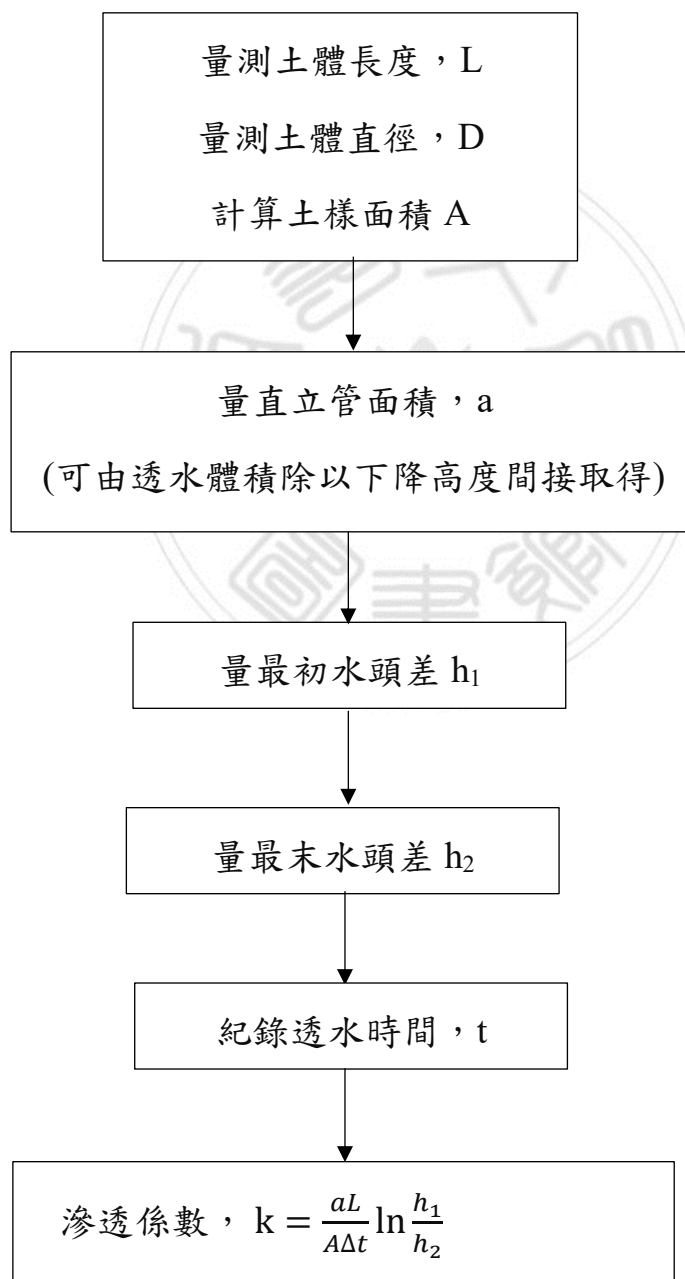 量測土體長度，L
量測土體直徑，D
計算土樣面積 A
量直立管面積，a
(可由透水體積除以下降高度間接取得)
量最初水頭差 h₁
量最末水頭差 h₂
紀錄透水時間，t
滲透係數， k = \frac{aL}{AΔt} ln \frac{h₁}{h₂}